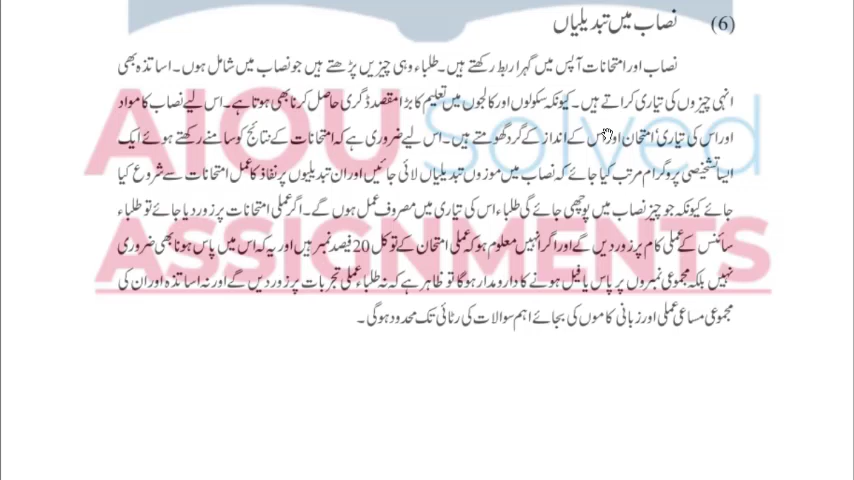 (6) نصاب میں تبدیلیاں
نصاب اور امتحانات آپس میں گہرا ربط رکھتے ہیں۔ طلباء وہی چیزیں پڑھتے ہیں جو نصاب میں شامل ہوں۔ اساتذہ بھی
انہی چیزوں کی تیاری کراتے ہیں۔ کیونکہ سکولوں اور کالجوں میں تعلیم کا بڑا مقصد ڈگری حاصل کرنا بھی ہوتا ہے۔ اس لیے نصاب کا مواد
اور اس کی تیاری امتحان اور اس کے انداز کے گرد گھومتے ہیں۔ اس لیے ضروری ہے کہ امتحانات کے نتائج کو سامنے رکھتے ہوئے ایک
ایسا تشخیصی پروگرام مرتب کیا جائے کہ نصاب میں موزوں تبدیلیاں لائی جائیں اور ان تبدیلیوں پر نفاذ کا عمل امتحانات سے شروع کیا
جائے کیونکہ جو چیز نصاب میں پوچھی جائے گی طلباء اس کی تیاری میں مصروف عمل ہوں گے۔ اگر عملی امتحانات پر زور دیا جائے تو طلباء
سائنس کے عملی کام پر زور دیں گے اور اگر انہیں معلوم ہو کہ عملی امتحان کے تو کل 20 فیصد نمبر ہیں اور یہ کہ اس میں پاس ہونا بھی ضروری
نہیں بلکہ مجموعی نمبروں پر پاس یا فیل ہونے کا دارومدار ہوگا تو ظاہر ہے کہ نہ طلباء عملی تجربات پر زور دیں گے اور نہ اساتذہ اور ان کی
مجموعی مساعی عملی اور زبانی کاموں کی بجائے اہم سوالات کی رٹائی تک محدود ہوگی۔
AIOU Solved
ASSIGNMENTS